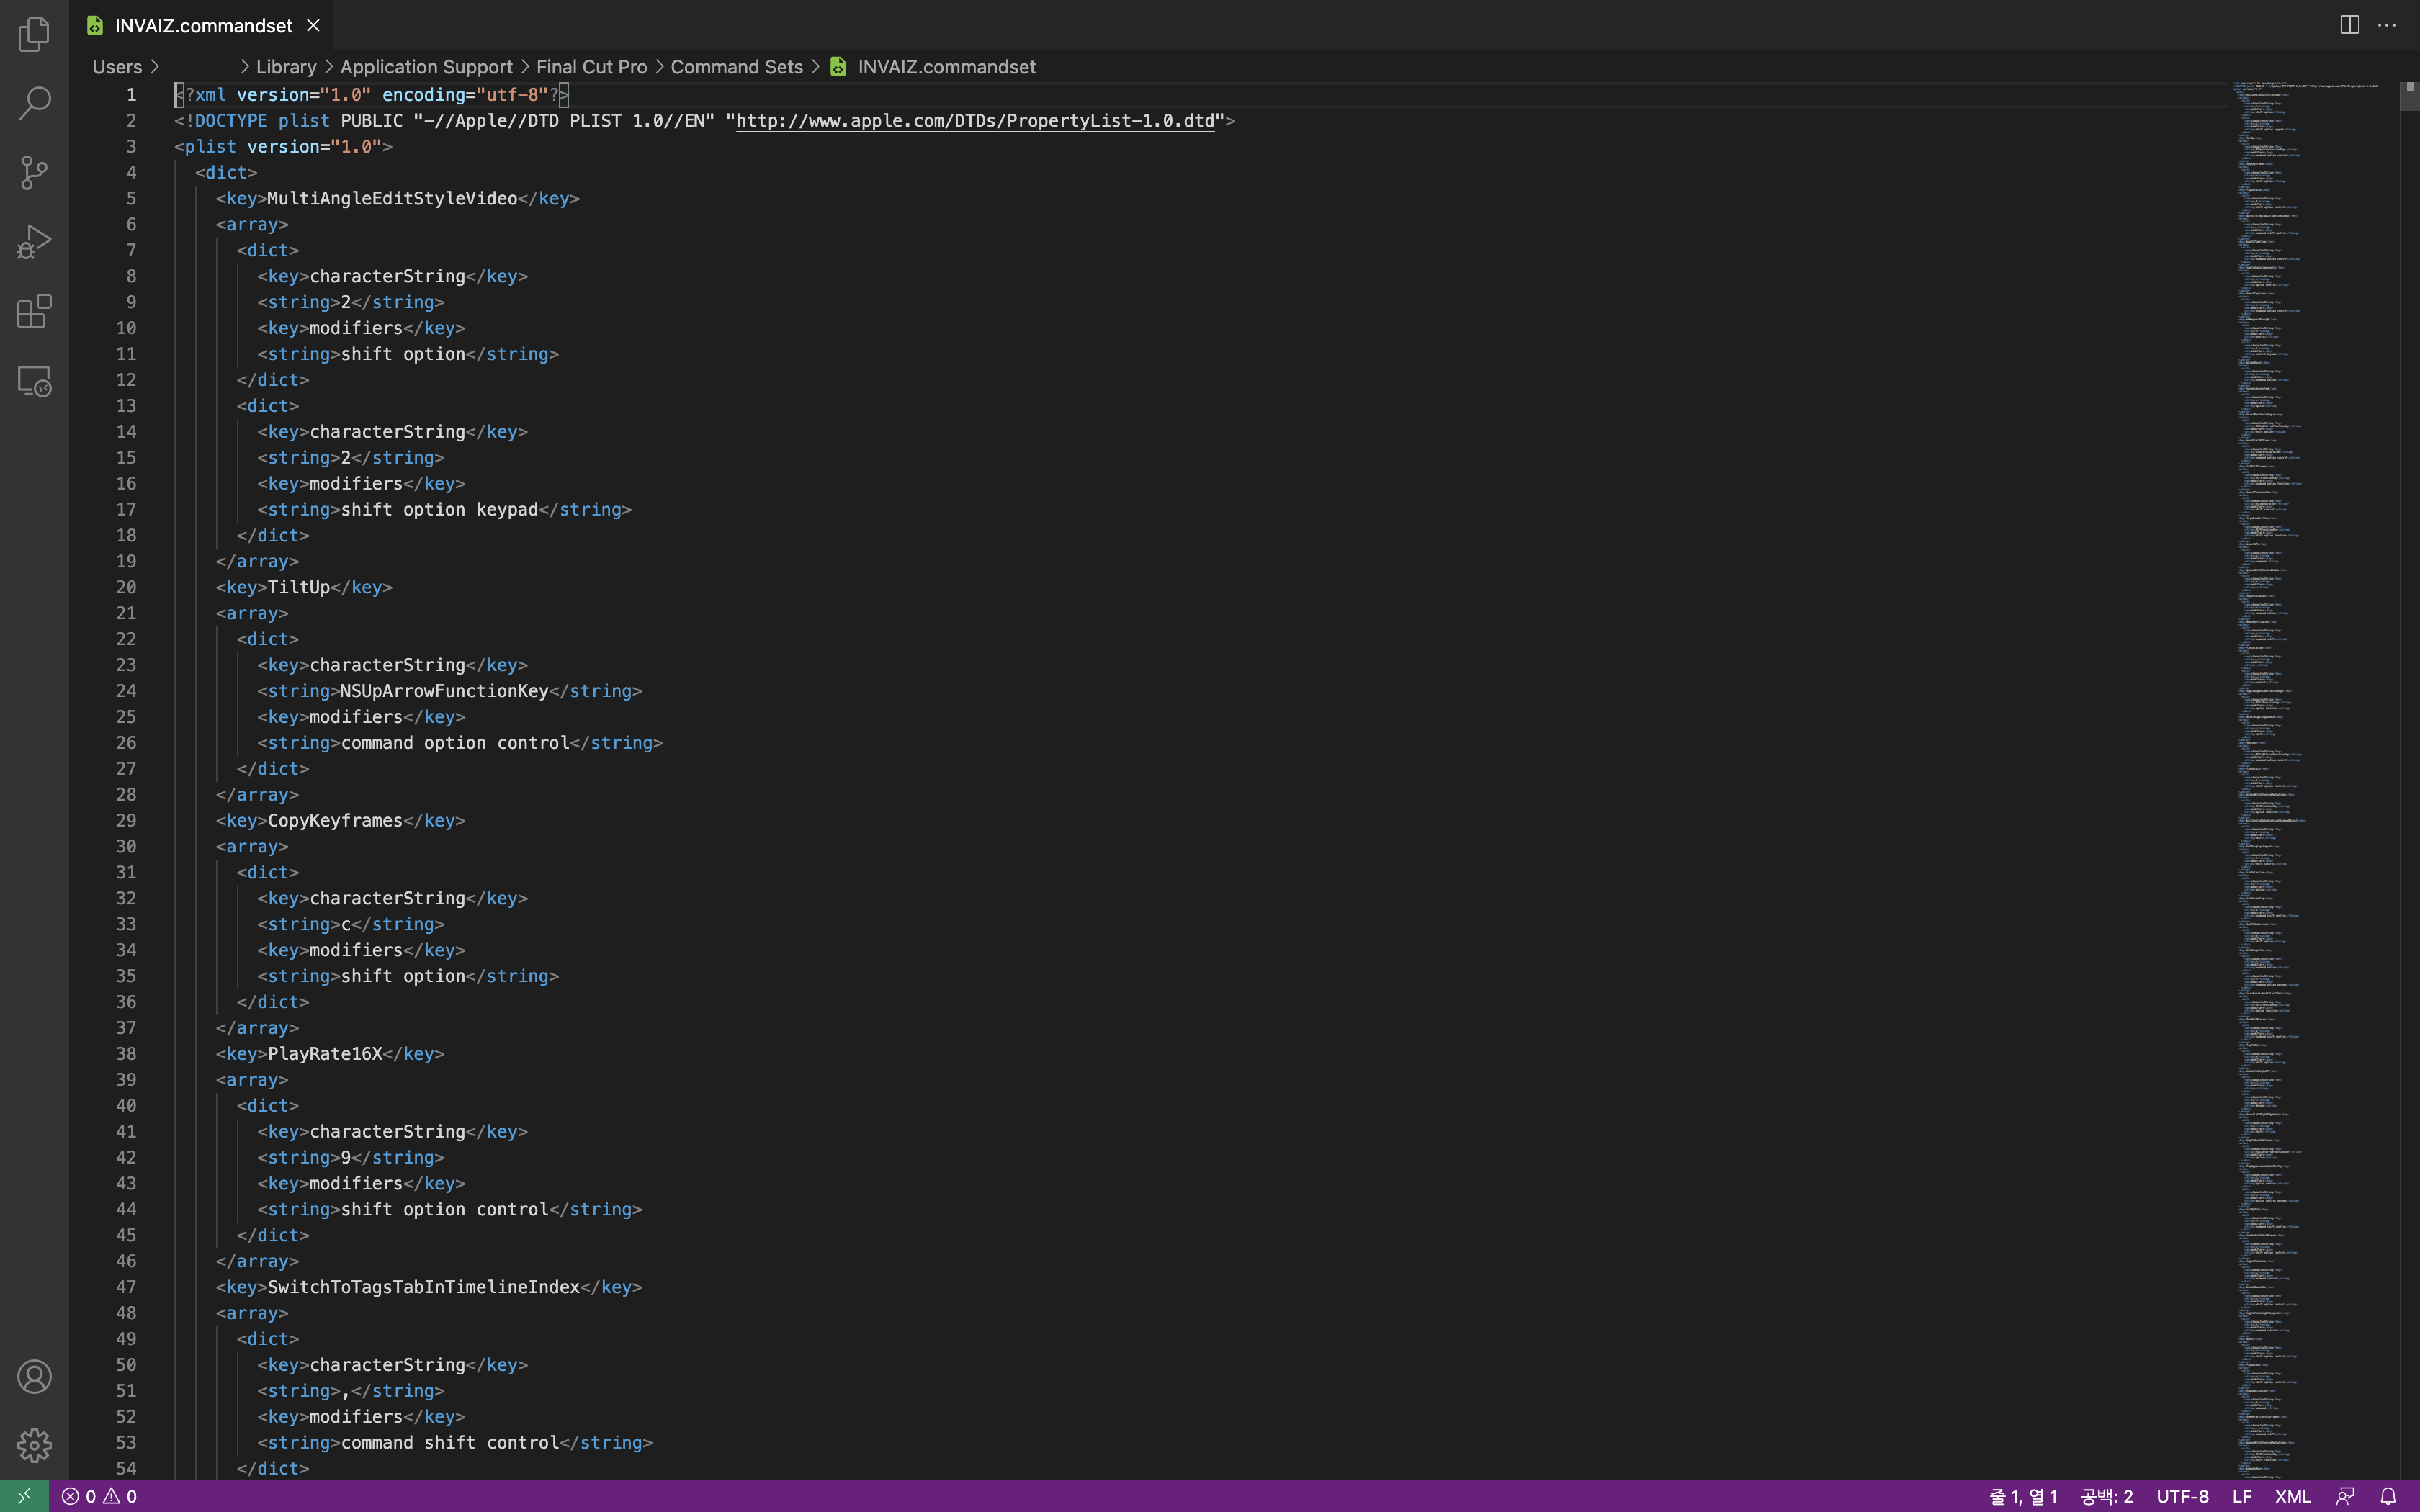 INVAIZ.commandset
Users > > Library > Application Support > Final Cut Pro > Command Sets > INVAIZ.commandset
1 <?xml version="1.0" encoding="utf-8"?>
2 <!DOCTYPE plist PUBLIC "-//Apple//DTD PLIST 1.0//EN" "http://www.apple.com/DTDs/PropertyList-1.0.dtd">
3 <plist version="1.0">
4 <dict>
5 <key>MultiAngleEditStyleVideo</key>
6 <array>
7 <dict>
8 <key>characterString</key>
9 <string>2</string>
10 <key>modifiers</key>
11 <string>shift option</string>
12 </dict>
13 <dict>
14 <key>characterString</key>
15 <string>2</string>
16 <key>modifiers</key>
17 <string>shift option keypad</string>
18 </dict>
19 </array>
20 <key>TiltUp</key>
21 <array>
22 <dict>
23 <key>characterString</key>
24 <string>NSUpArrowFunctionKey</string>
25 <key>modifiers</key>
26 <string>command option control</string>
27 </dict>
28 </array>
29 <key>CopyKeyframes</key>
30 <array>
31 <dict>
32 <key>characterString</key>
33 <string>c</string>
34 <key>modifiers</key>
35 <string>shift option</string>
36 </dict>
37 </array>
38 <key>PlayRate16X</key>
39 <array>
40 <dict>
41 <key>characterString</key>
42 <string>9</string>
43 <key>modifiers</key>
44 <string>shift option control</string>
45 </dict>
46 </array>
47 <key>SwitchToTagsTabInTimelineIndex</key>
48 <array>
49 <dict>
50 <key>characterString</key>
51 <string>,</string>
52 <key>modifiers</key>
53 <string>command shift control</string>
54 </dict>
0 0 줄 1, 열 1 공백: 2 UTF-8 LF XML